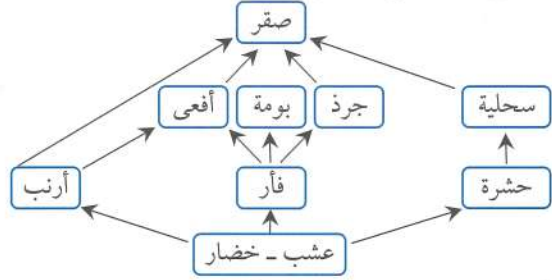 صقر
سحلية
جرذ
بومة
أفعى
حشرة
فأر
أرنب
عشب - خضار